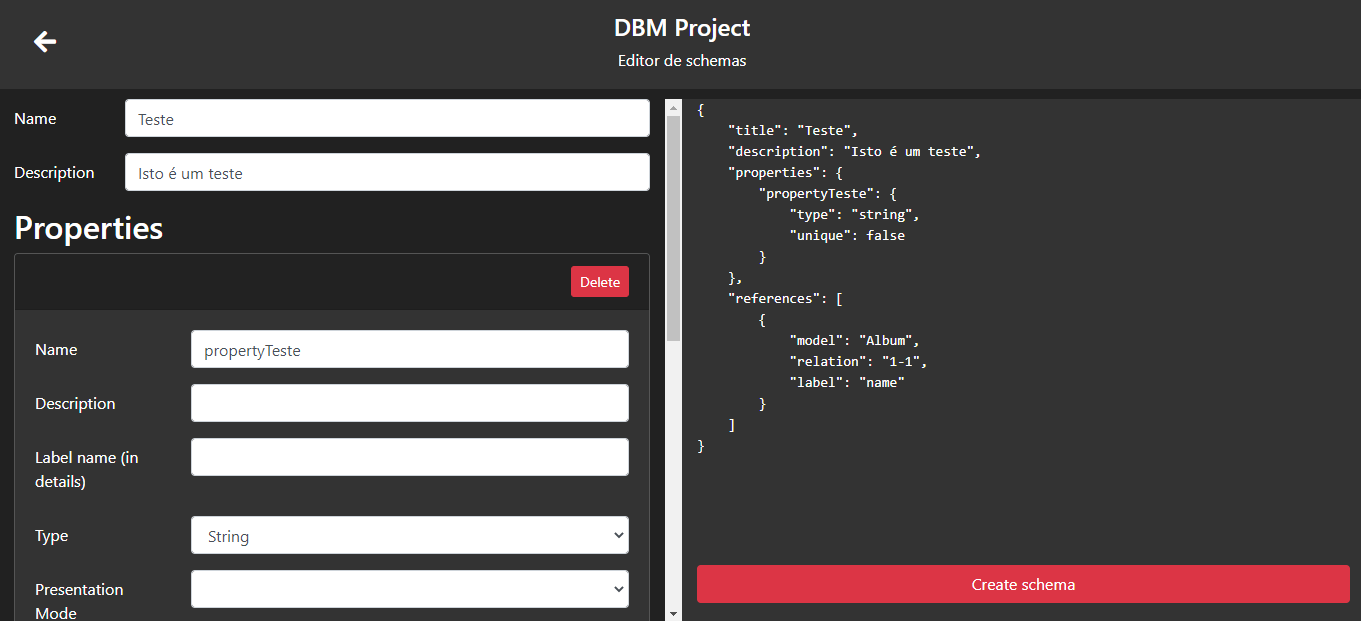 DBM Project
Editor de schemas
Name
Teste
Description
Isto é um teste
Properties
Delete
Name
propertyTeste
Description
Label name (in
details)
Type
String
Presentation
Mode
{
    "title": "Teste",
    "description": "Isto é um teste",
    "properties": {
        "propertyTeste": {
            "type": "string",
            "unique": false
        }
    },
    "references": [
        {
            "model": "Album",
            "relation": "1-1",
            "label": "name"
        }
    ]
}
Create schema